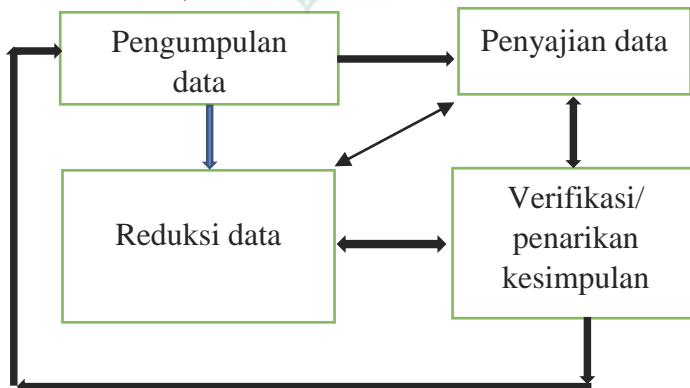 Pengumpulan
data
Penyajian data
Reduksi data
Verifikasi/
penarikan
kesimpulan